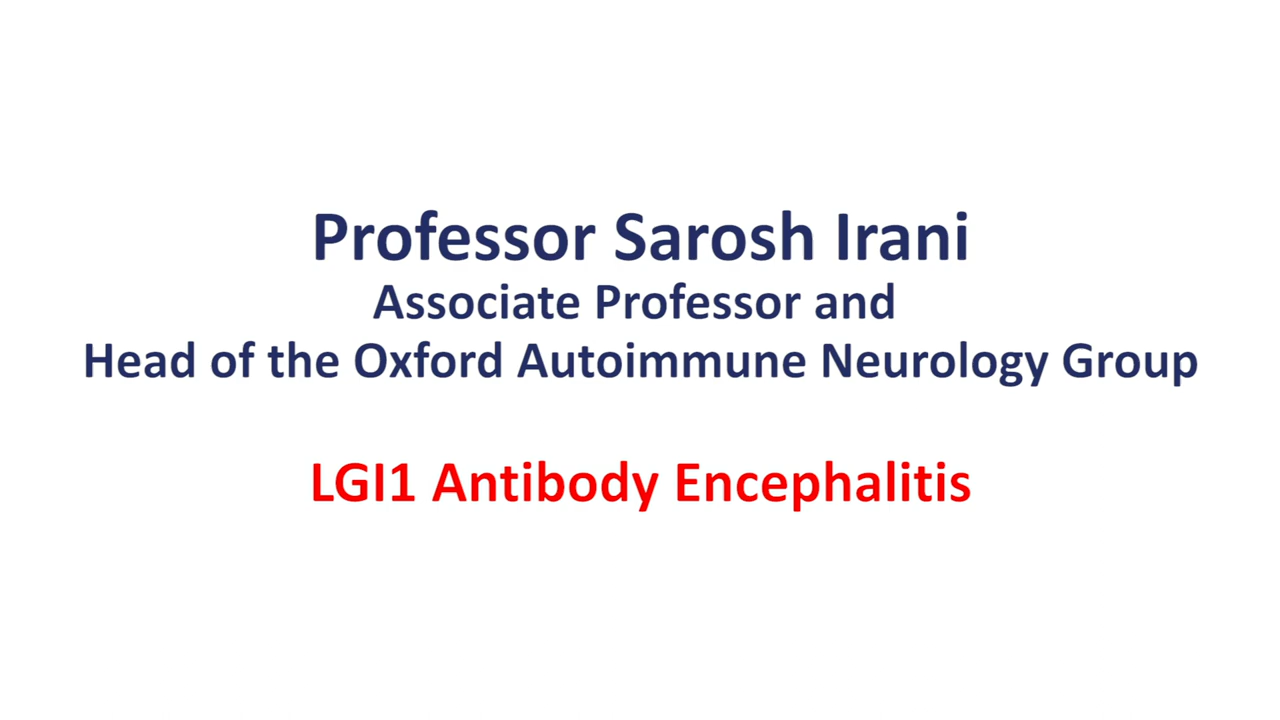 Professor Sarosh Irani
Associate Professor and
Head of the Oxford Autoimmune Neurology Group
LGI1 Antibody Encephalitis